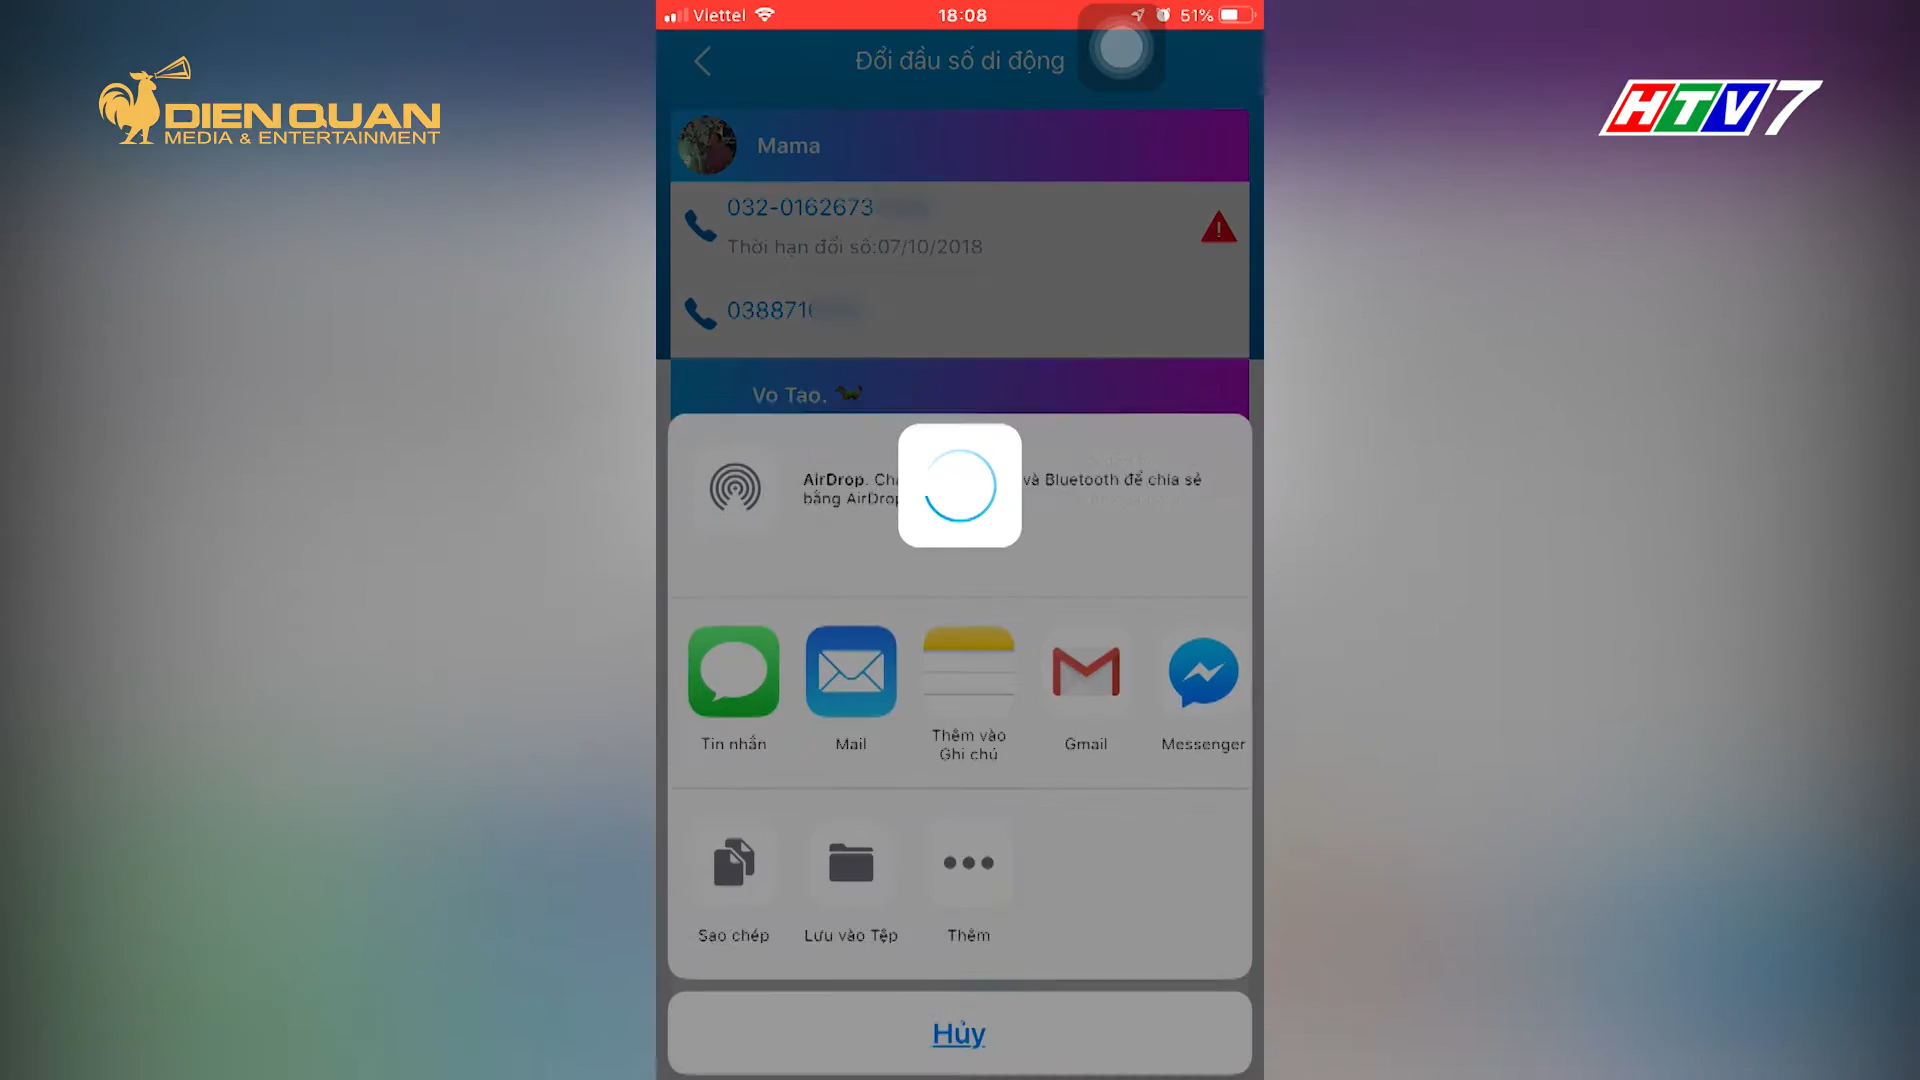 Viettel
18:08
51%
DIEN QUAN
MEDIA & ENTERTAINMENT
HTV7
Đổi đầu số di động
Mama
032-0162673
Thời hạn đổi số:07/10/2018
038871
Vo Tao.
AirDrop. Ch và Bluetooth để chia sẻ
bằng AirDrop
Tin nhắn
Mail
Thêm vào
Ghi chú
Gmail
Messenger
Sao chép
Lưu vào Tệp
Thêm
Hủy